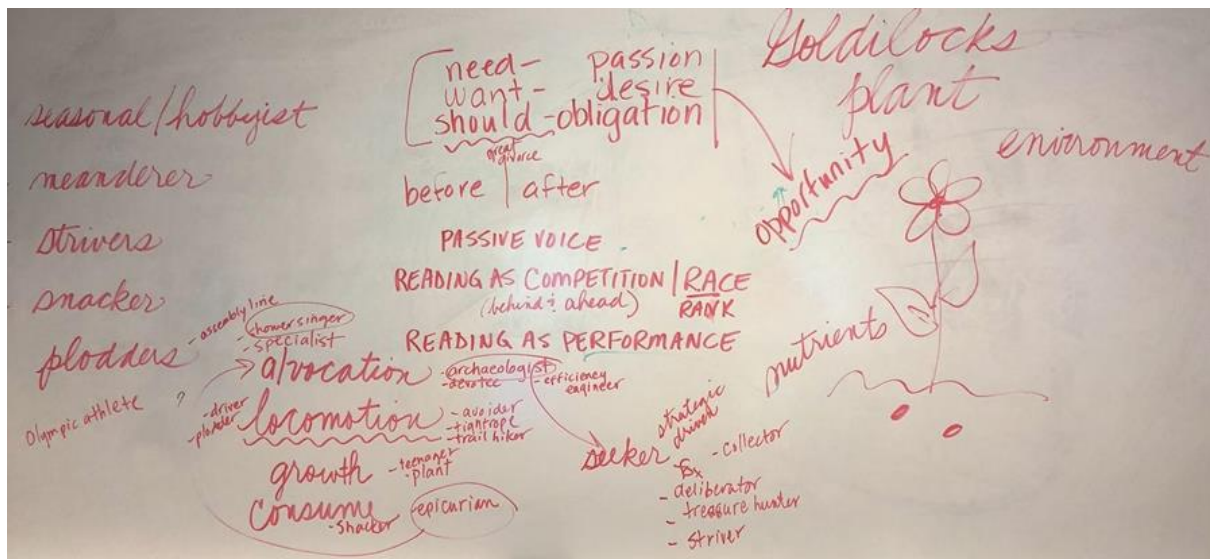 seasonal/hobbyist
meanderer
strivers
snacker
plodders
Olympic athlete
need- passion
want- desire
should-obligation
great divorce
before | after
PASSIVE VOICE
READING AS COMPETITION / RACE
(behind & ahead) RANK
READING AS PERFORMANCE
- assembly line
shower singer
- specialist
a/vocation
- archaeologist
- efficiency engineer
?
- driver
- plodder
locomotion
- avoider
- tightrope
- trail hiker
growth
- teenager
- plant
consume
- snacker
- epicurian
Goldilocks
plant
environment
opportunity
nutrients
seeker
strategic
driven
- collector
- deliberator
- treasure hunter
- striver